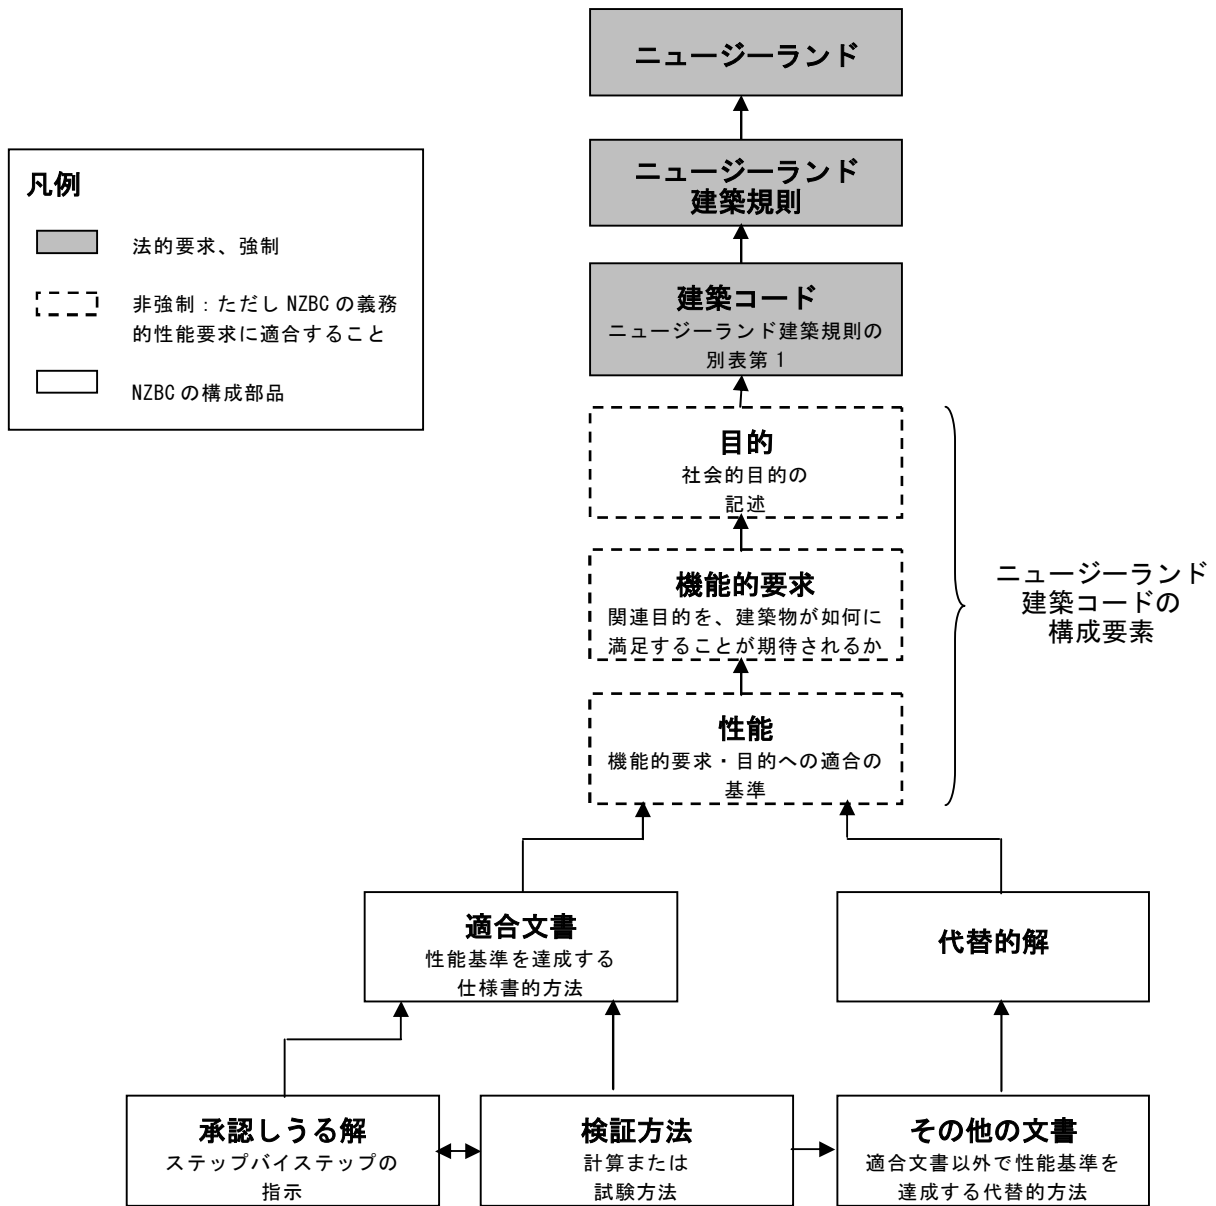 ニュージーランド
ニュージーランド
建築規則
凡例
法的要求、強制
非強制：ただし NZBC の義務
的性能要求に適合すること
NZBC の構成部品
建築コード
ニュージーランド建築規則の
別表第 1
目的
社会的目的の
記述
機能的要求
関連目的を、建築物が如何に
満足することが期待されるか
性能
機能的要求・目的への適合の
基準
ニュージーランド
建築コードの
構成要素
適合文書
性能基準を達成する
仕様書的方法
代替的解
承認しうる解
ステップバイステップの
指示
検証方法
計算または
試験方法
その他の文書
適合文書以外で性能基準を
達成する代替的方法